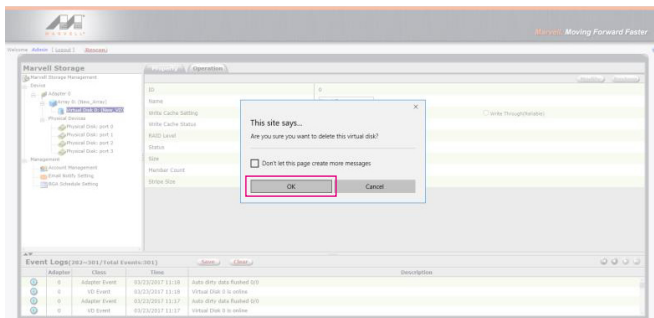 MARVELL
Marvell. Moving Forward Faster
Welcome Admin [ Logout ]
Marvell Storage
Operation
Marvell Storage Management
Device
Adapter 0
Array 0: (New_Array)
Virtual Disk 0: (New_VD)
Physical Devices
Physical Disk: port 0
Physical Disk: port 1
Physical Disk: port 2
Physical Disk: port 3
Management
Account Management
Email Notify Setting
BGA Schedule Setting
ID 0
Name
Write Cache Setting Write Through(stable)
Write Cache Status
RAID Level
Status
Size
Member Count
Stripe Size
This site says...
Are you sure you want to delete this virtual disk?
Don't let this page create more messages
OK Cancel
Event Logs(201~301/Total Events:301) Save Clear
Adapter Class Time Description
0 Adapter Event 03/23/2017 11:18 Auto dirty data flushed 0/0
0 VD Event 03/23/2017 11:18 Virtual Disk 0 is online
0 Adapter Event 03/23/2017 11:17 Auto dirty data flushed 0/0
0 VD Event 03/23/2017 11:17 Virtual Disk 0 is online